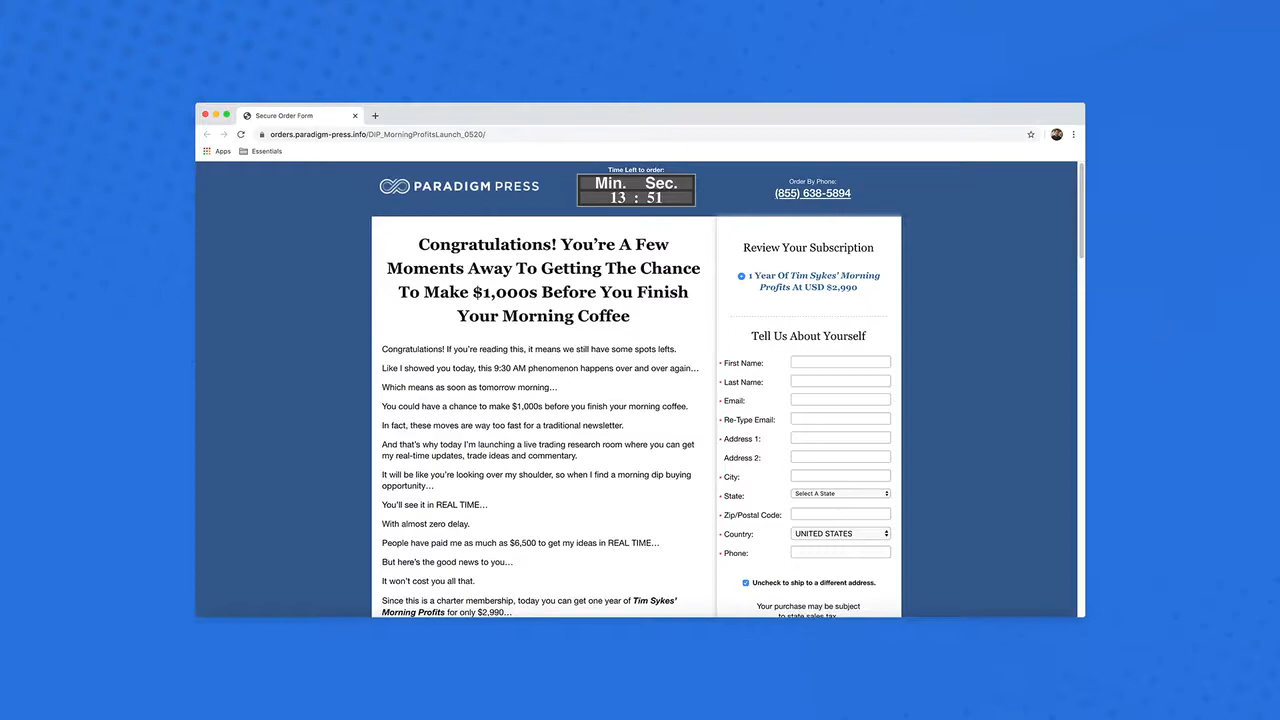 Secure Order Form
orders.paradigm-press.info/DIP_MorningProfitsLaunch_0520/
Apps
Essentials
PARADIGM PRESS
Time Left to order:
Min. Sec.
13 : 51
Order By Phone:
(855) 638-5894
Congratulations! You're A Few
Moments Away To Getting The Chance
To Make $1,000s Before You Finish
Your Morning Coffee
Congratulations! If you're reading this, it means we still have some spots lefts.
Like I showed you today, this 9:30 AM phenomenon happens over and over again…
Which means as soon as tomorrow morning…
You could have a chance to make $1,000s before you finish your morning coffee.
In fact, these moves are way too fast for a traditional newsletter.
And that's why today I'm launching a live trading research room where you can get
my real-time updates, trade ideas and commentary.
It will be like you're looking over my shoulder, so when I find a morning dip buying
opportunity…
You'll see it in REAL TIME…
With almost zero delay.
People have paid me as much as $6,500 to get my ideas in REAL TIME…
But here's the good news to you…
It won't cost you all that.
Since this is a charter membership, today you can get one year of Tim Sykes'
Morning Profits for only $2,990…
Review Your Subscription
1 Year Of Tim Sykes' Morning
Profits At USD $2,990
Tell Us About Yourself
• First Name:
• Last Name:
• Email:
• Re-Type Email:
• Address 1:
Address 2:
• City:
• State: Select A State
• Zip/Postal Code:
• Country: UNITED STATES
• Phone:
Uncheck to ship to a different address.
Your purchase may be subject
to state sales tax